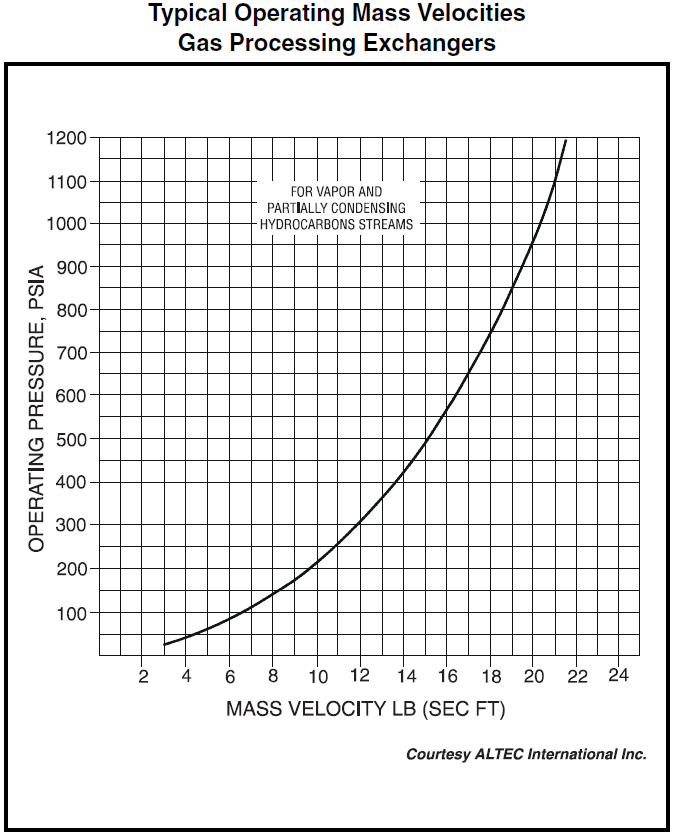 Typical Operating Mass Velocities
Gas Processing Exchangers
1200
1100
1000
900
800
700
600
500
400
300
200
100
OPERATING PRESSURE, PSIA
FOR VAPOR AND
PARTIALLY CONDENSING
HYDROCARBONS STREAMS
2 4 6 8 10 12 14 16 18 20 22 24
MASS VELOCITY LB (SEC FT)
Courtesy ALTEC International Inc.